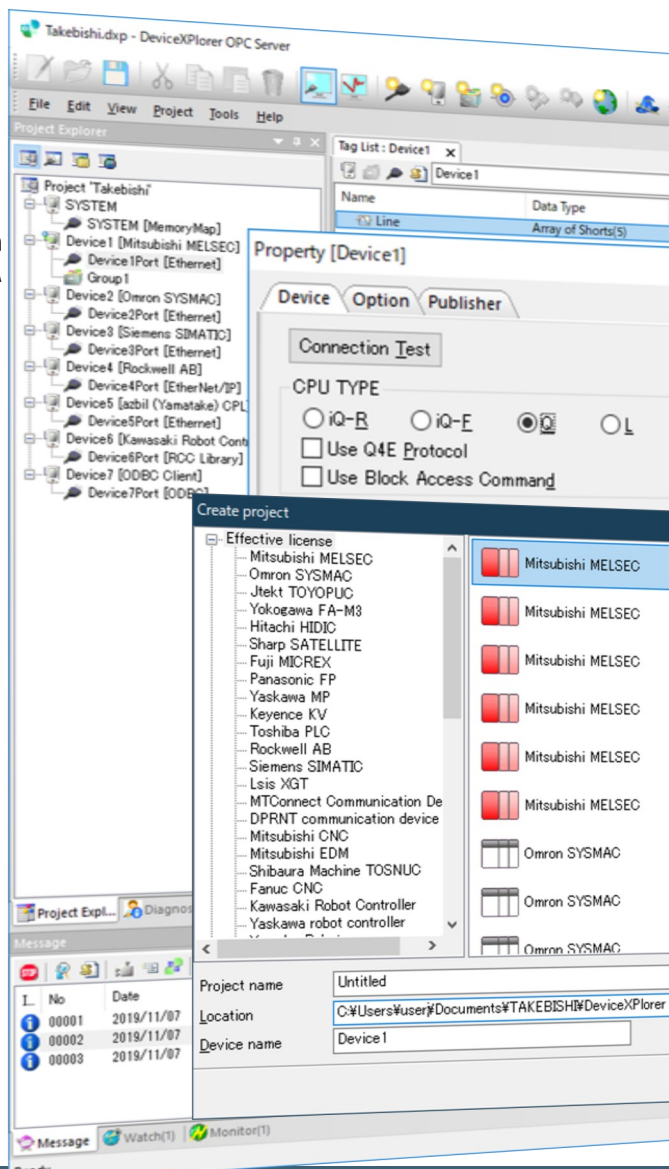 Takebishi.dxp - DeviceXPlorer OPC Server
File Edit View Project Tools Help
Project Explorer
Project 'Takebishi'
SYSTEM
SYSTEM [MemoryMap]
Device1 [Mitsubishi MELSEC]
Device1Port [Ethernet]
Group1
Device2 [Omron SYSMAC]
Device2Port [Ethernet]
Device3 [Siemens SIMATIC]
Device3Port [Ethernet]
Device4 [Rockwell AB]
Device4Port [EtherNet/IP]
Device5 [azbil (Yamatake) CPL]
Device5Port [Ethernet]
Device6 [Kawasaki Robot Cont
Device6Port [RCC Library]
Device7 [ODBC Client]
Device7Port [ODBC]
Tag List : Device1 x
Device1
Name Data Type
Line Array of Shorts(5)
Property [Device1]
Device Option Publisher
Connection Test
CPU TYPE
iQ-R iQ-F Q L
Use Q4E Protocol
Use Block Access Command
Create project
Effective license
Mitsubishi MELSEC
Omron SYSMAC
Jtekt TOYOPUC
Yokogawa FA-M3
Hitachi HIDIC
Sharp SATELLITE
Fuji MICREX
Panasonic FP
Yaskawa MP
Keyence KV
Toshiba PLC
Rockwell AB
Siemens SIMATIC
Lsis XGT
MTConnect Communication De
DPRNT communication device
Mitsubishi CNC
Mitsubishi EDM
Shibaura Machine TOSNUC
Fanuc CNC
Kawasaki Robot Controller
Yaskawa robot controller
Mitsubishi MELSEC
Mitsubishi MELSEC
Mitsubishi MELSEC
Mitsubishi MELSEC
Mitsubishi MELSEC
Mitsubishi MELSEC
Omron SYSMAC
Omron SYSMAC
Omron SYSMAC
Project name Untitled
Location C:¥Users¥user¥Documents¥TAKEBISHI¥DeviceXPlorer
Device name Device1
Project Expl... Diagnos
Message
STOP
I.. No Date
00001 2019/11/07
00002 2019/11/07
00003 2019/11/07
Message Watch(1) Monitor(1)